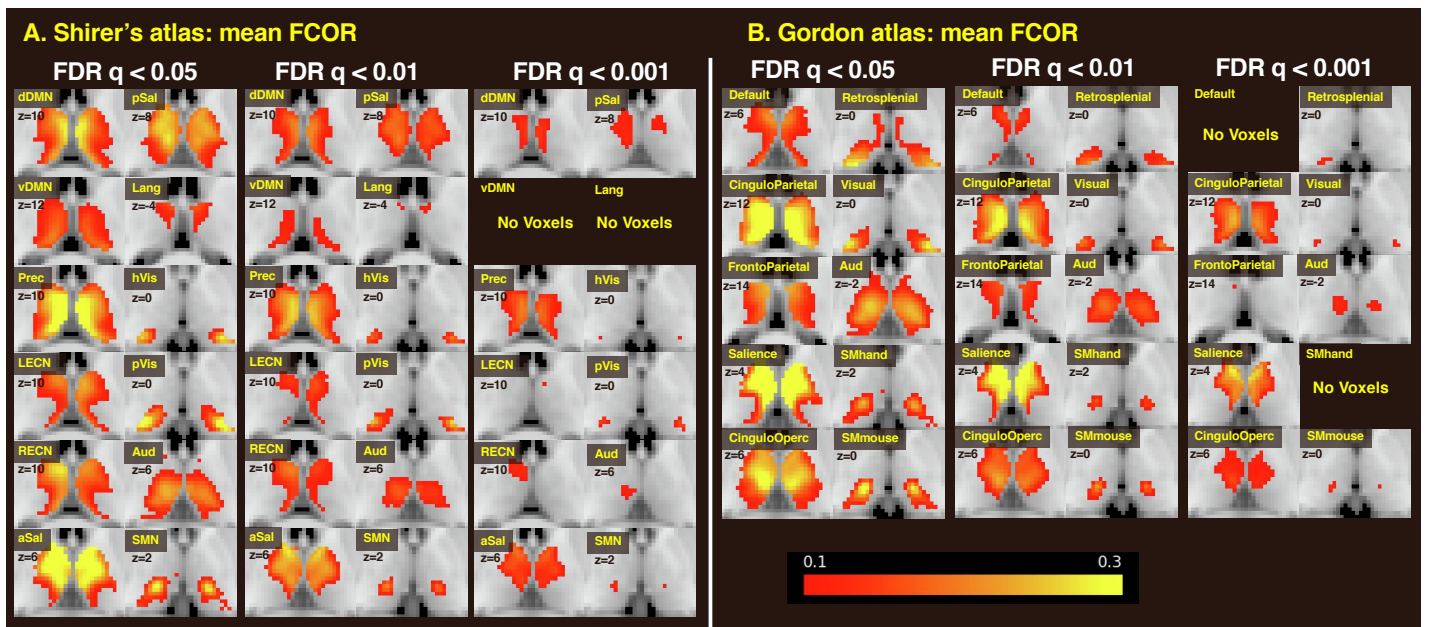 A. Shirer's atlas: mean FCOR
FDR q < 0.05
FDR q < 0.01
FDR q < 0.001
dDMN
z=10
pSal
z=8
dDMN
z=10
pSal
z=8
dDMN
z=10
pSal
z=8
vDMN
z=12
Lang
z=-4
vDMN
z=12
Lang
z=-4
vDMN
No Voxels
Lang
No Voxels
Prec
z=10
hVis
z=0
Prec
z=10
hVis
z=0
Prec
z=10
hVis
z=0
LECN
z=10
pVis
z=0
LECN
z=10
pVis
z=0
LECN
z=10
pVis
z=0
RECN
z=10
Aud
z=6
RECN
z=10
Aud
z=6
RECN
z=10
Aud
z=6
aSal
z=6
SMN
z=2
aSal
z=6
SMN
z=2
aSal
z=6
SMN
z=2
B. Gordon atlas: mean FCOR
FDR q < 0.05
FDR q < 0.01
FDR q < 0.001
Default
z=6
Retrosplenial
z=0
Default
z=6
Retrosplenial
z=0
Default
No Voxels
Retrosplenial
z=0
CinguloParietal
z=12
Visual
z=0
CinguloParietal
z=12
Visual
z=0
CinguloParietal
z=12
Visual
z=0
FrontoParietal
z=14
Aud
z=-2
FrontoParietal
z=14
Aud
z=-2
FrontoParietal
z=14
Aud
z=-2
Salience
z=4
SMhand
z=2
Salience
z=4
SMhand
z=2
Salience
z=4
SMhand
No Voxels
CinguloOperc
z=6
SMmouse
z=0
CinguloOperc
z=6
SMmouse
z=0
CinguloOperc
z=6
SMmouse
z=0
0.1
0.3